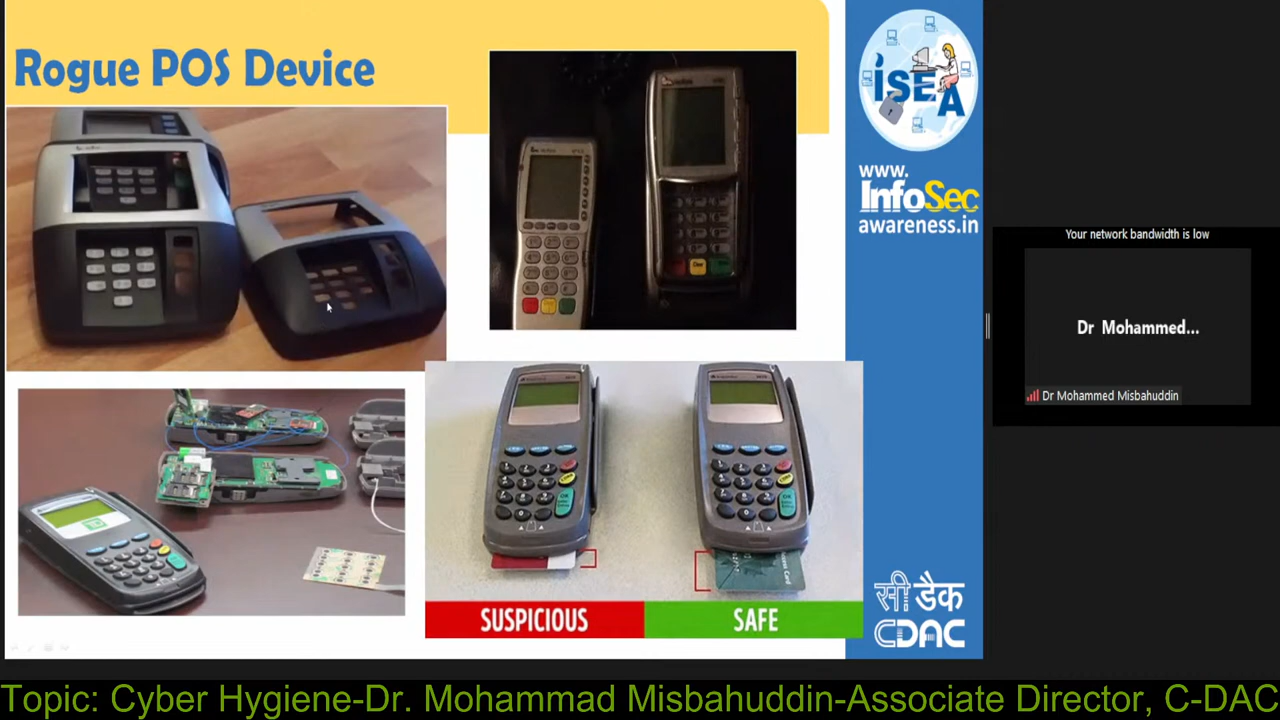 Rogue POS Device
iSEA
www.
InfoSec
awareness.in
SUSPICIOUS
SAFE
सी डैक
CDAC
Your network bandwidth is low
Dr Mohammed...
Dr Mohammed Misbahuddin
Topic: Cyber Hygiene-Dr. Mohammad Misbahuddin-Associate Director, C-DAC